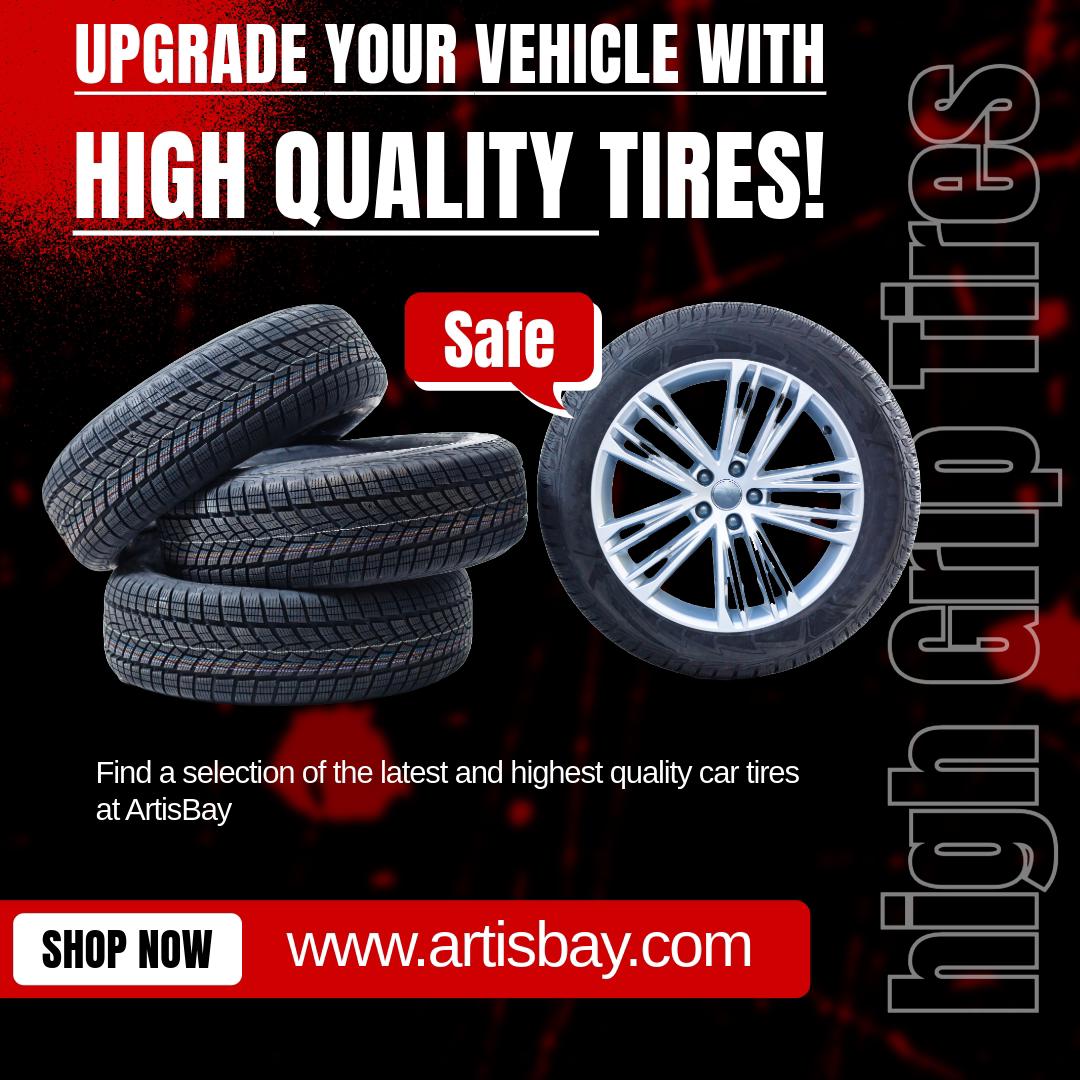 UPGRADE YOUR VEHICLE WITH
HIGH QUALITY TIRES!
Safe
high Grip Tires
Find a selection of the latest and highest quality car tires
at ArtisBay
SHOP NOW
www.artisbay.com